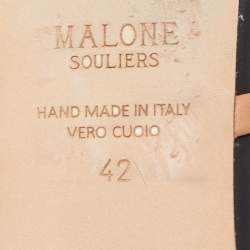 MALONE
SOULIERS
HAND MADE IN ITALY
VERO CUOIO
42